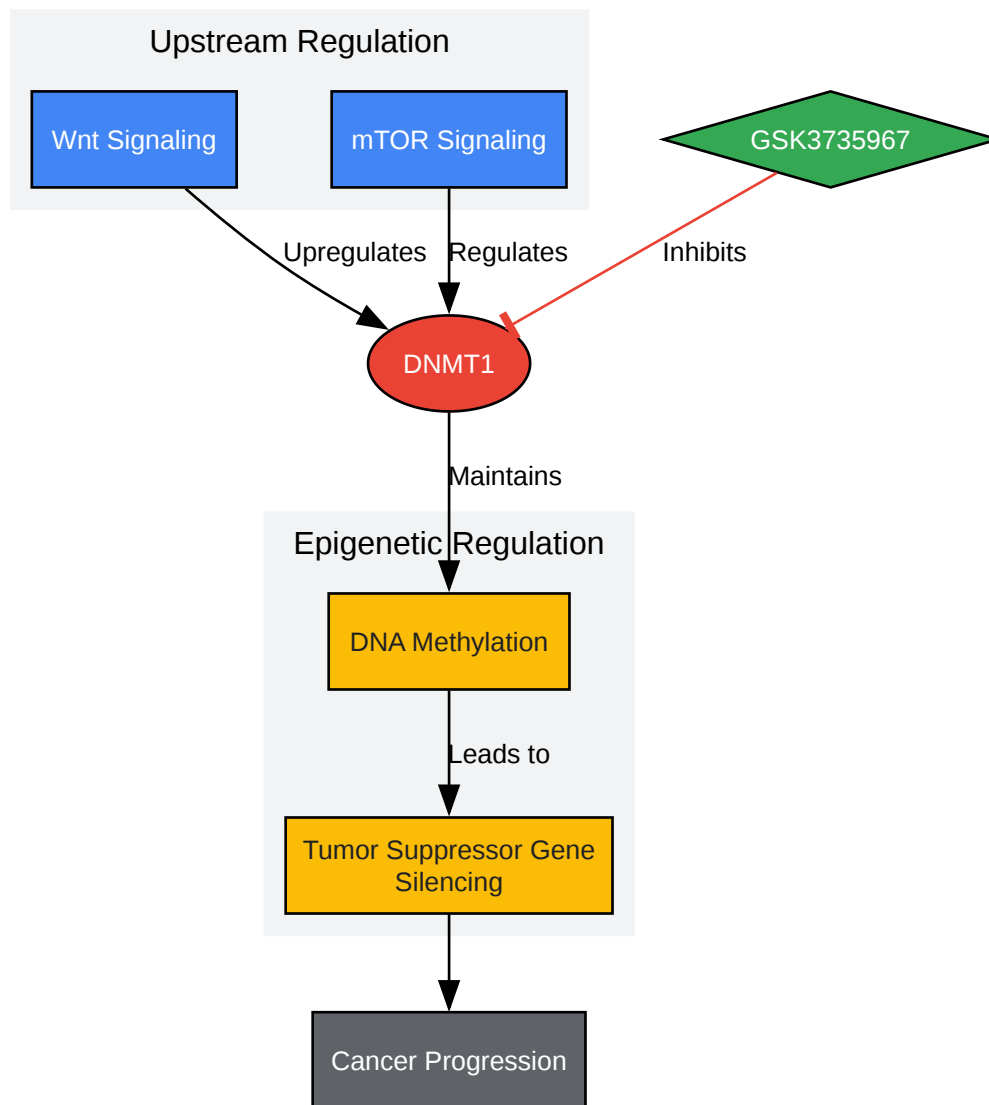 Upstream Regulation
Wnt Signaling
mTOR Signaling
GSK3735967
Upregulates
Regulates
Inhibits
DNMT1
Maintains
Epigenetic Regulation
DNA Methylation
Leads to
Tumor Suppressor Gene
Silencing
Cancer Progression